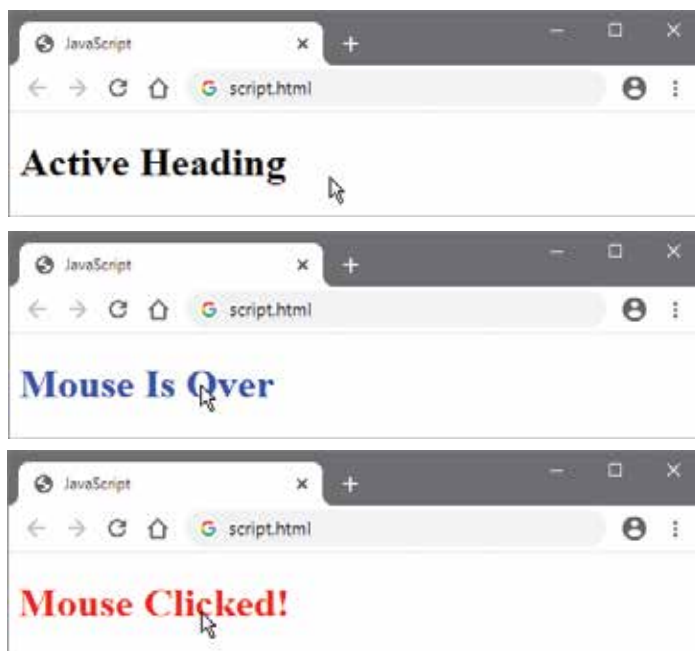 JavaScript
script.html
Active Heading
JavaScript
script.html
Mouse Is Over
JavaScript
script.html
Mouse Clicked!